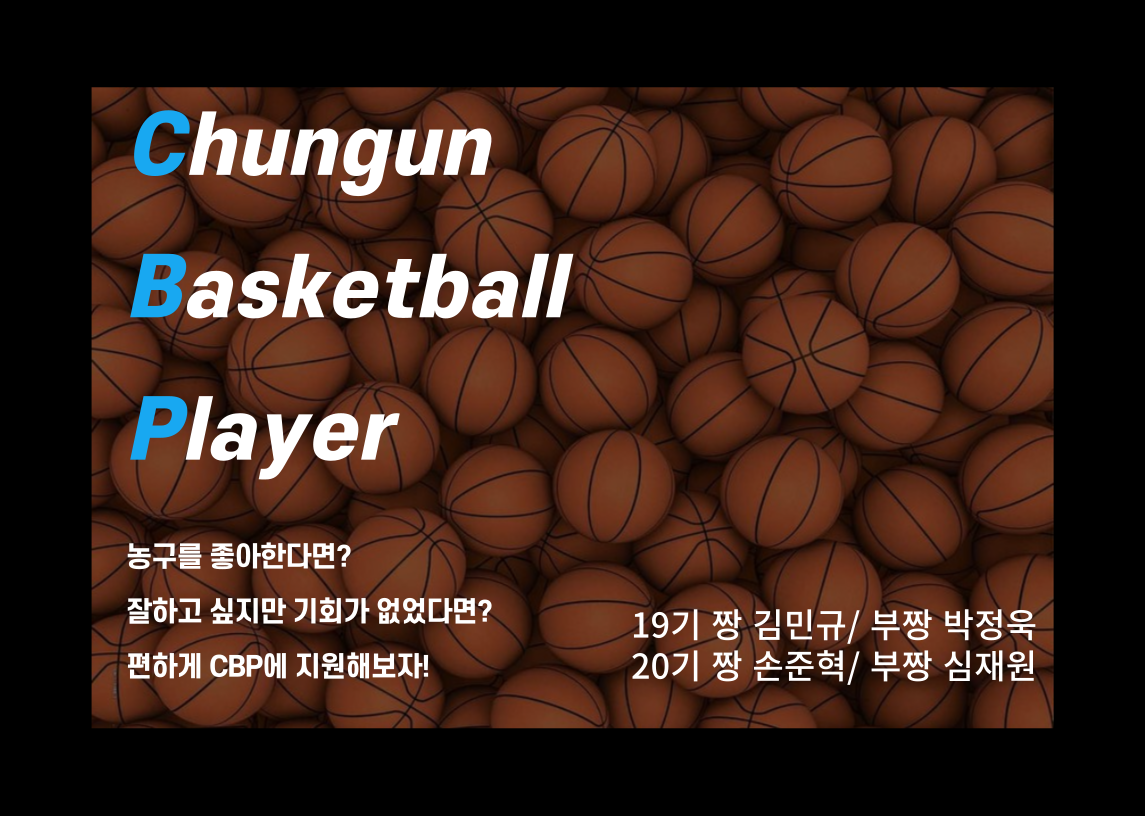 Chungun
Basketball
Player
농구를 좋아한다면?
잘하고 싶지만 기회가 없었다면?
편하게 CBP에 지원해보자!
19기 짱 김민규/ 부짱 박정욱
20기 짱 손준혁/ 부짱 심재원